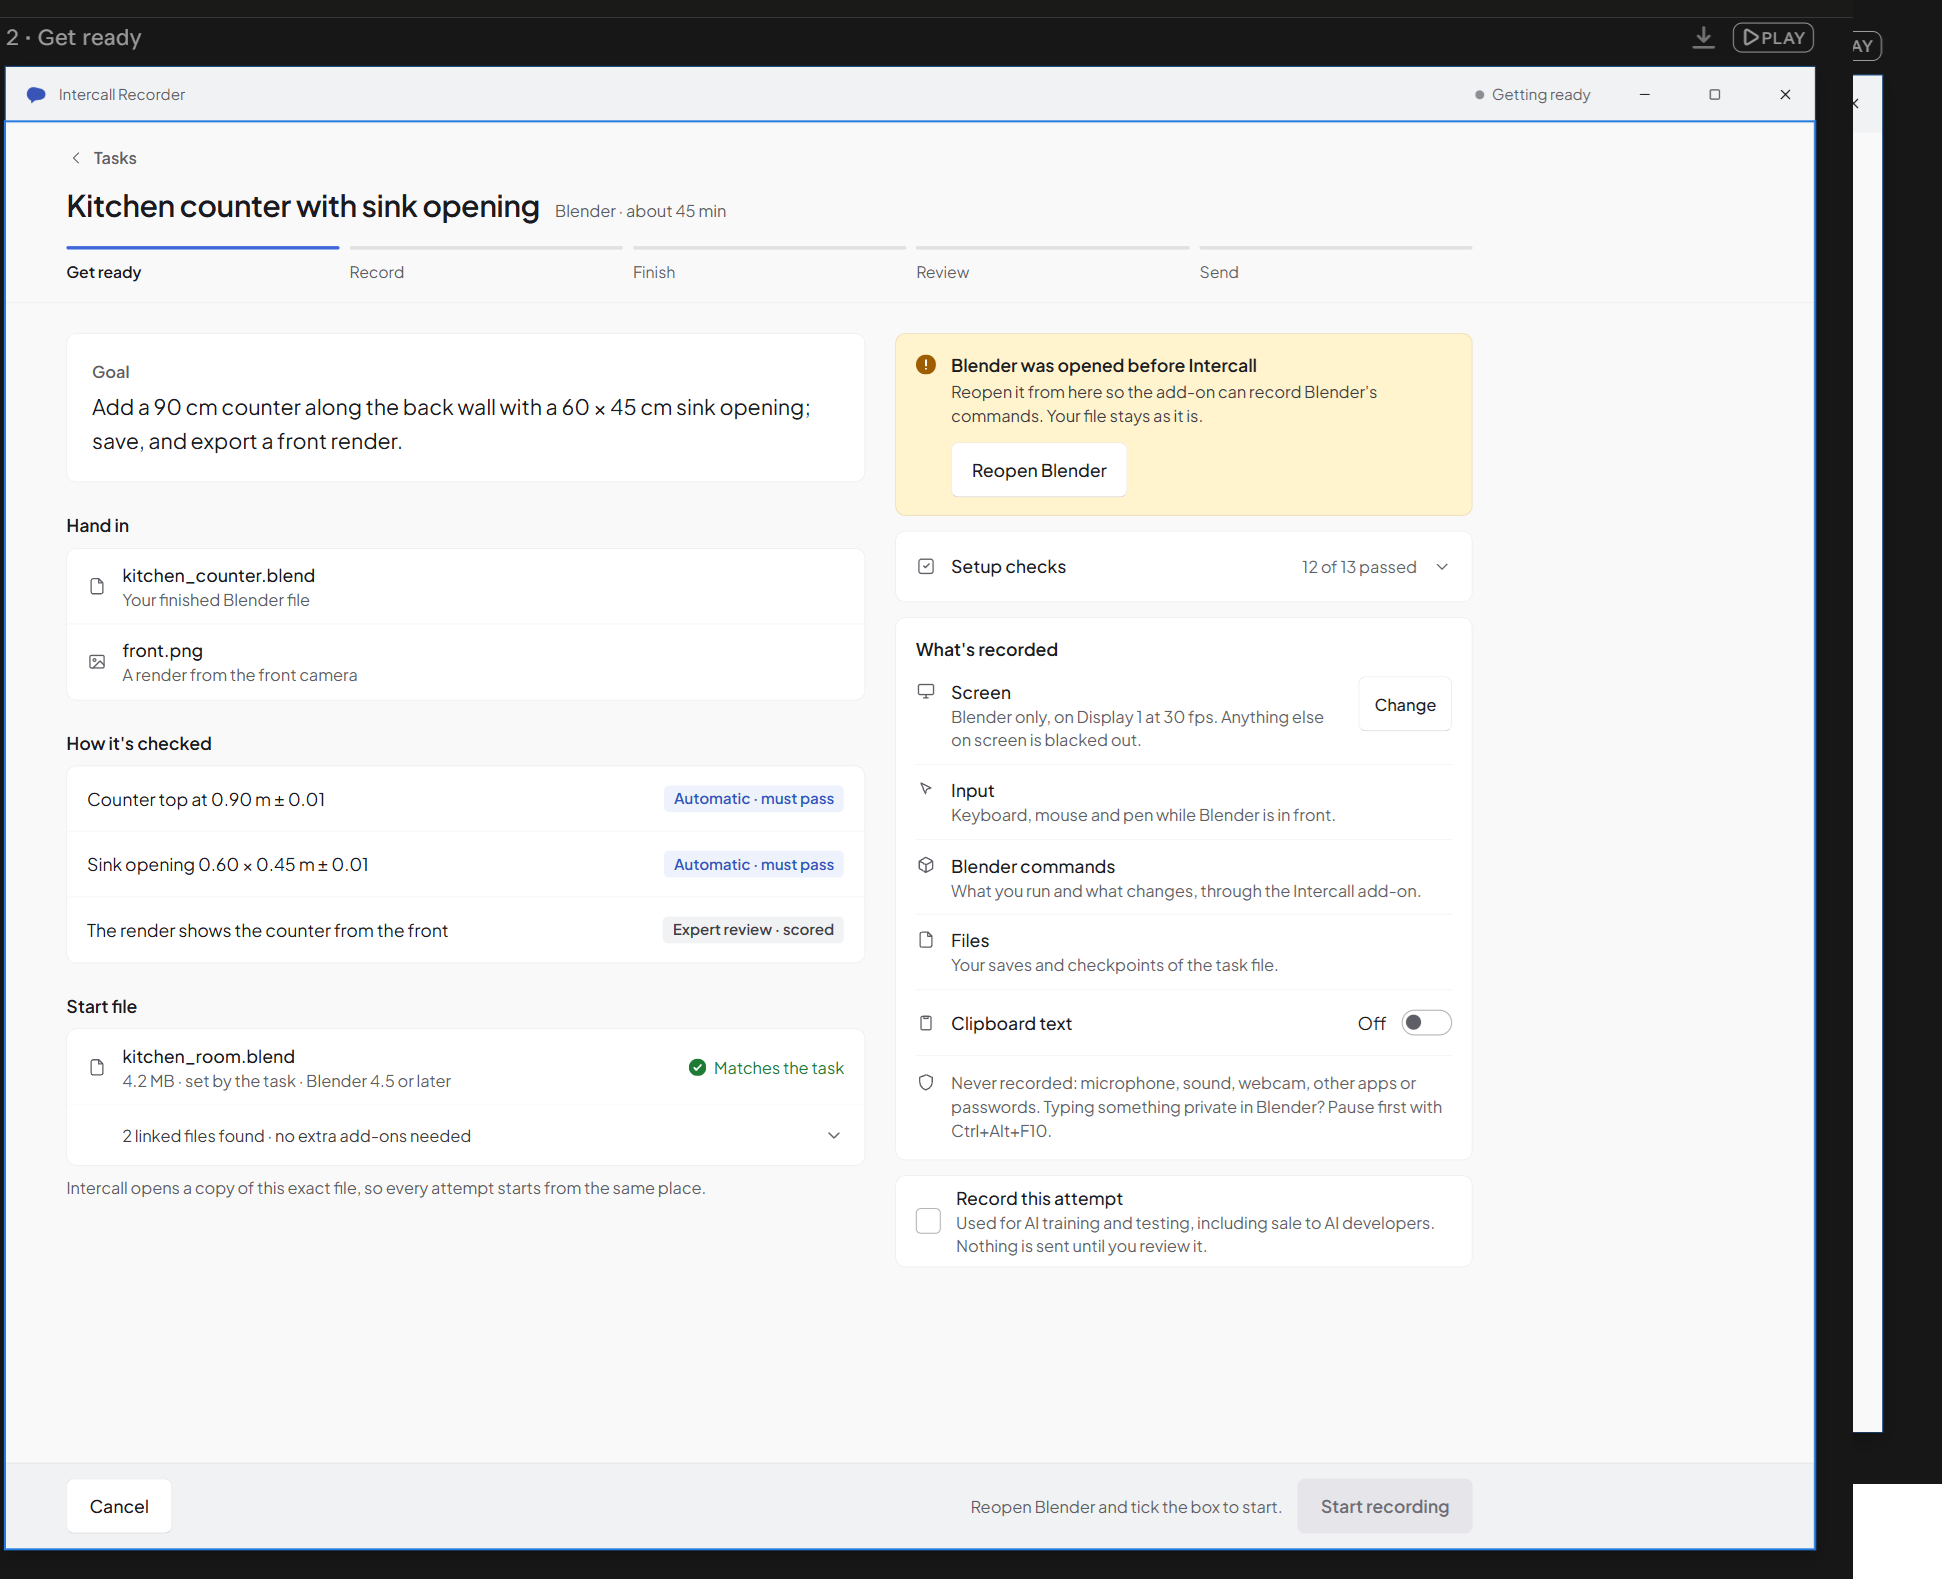 2 · Get ready
PLAY
AY
Intercall Recorder
Getting ready
Tasks
Kitchen counter with sink opening
Blender · about 45 min
Get ready
Record
Finish
Review
Send
Goal
Add a 90 cm counter along the back wall with a 60 × 45 cm sink opening;
save, and export a front render.
Hand in
kitchen_counter.blend
Your finished Blender file
front.png
A render from the front camera
How it's checked
Counter top at 0.90 m ± 0.01
Automatic · must pass
Sink opening 0.60 × 0.45 m ± 0.01
Automatic · must pass
The render shows the counter from the front
Expert review · scored
Start file
kitchen_room.blend
4.2 MB · set by the task · Blender 4.5 or later
Matches the task
2 linked files found · no extra add-ons needed
Intercall opens a copy of this exact file, so every attempt starts from the same place.
Blender was opened before Intercall
Reopen it from here so the add-on can record Blender's
commands. Your file stays as it is.
Reopen Blender
Setup checks
12 of 13 passed
What's recorded
Screen
Blender only, on Display 1 at 30 fps. Anything else
on screen is blacked out.
Change
Input
Keyboard, mouse and pen while Blender is in front.
Blender commands
What you run and what changes, through the Intercall add-on.
Files
Your saves and checkpoints of the task file.
Clipboard text
Off
Never recorded: microphone, sound, webcam, other apps or
passwords. Typing something private in Blender? Pause first with
Ctrl+Alt+F10.
Record this attempt
Used for AI training and testing, including sale to AI developers.
Nothing is sent until you review it.
Cancel
Reopen Blender and tick the box to start.
Start recording